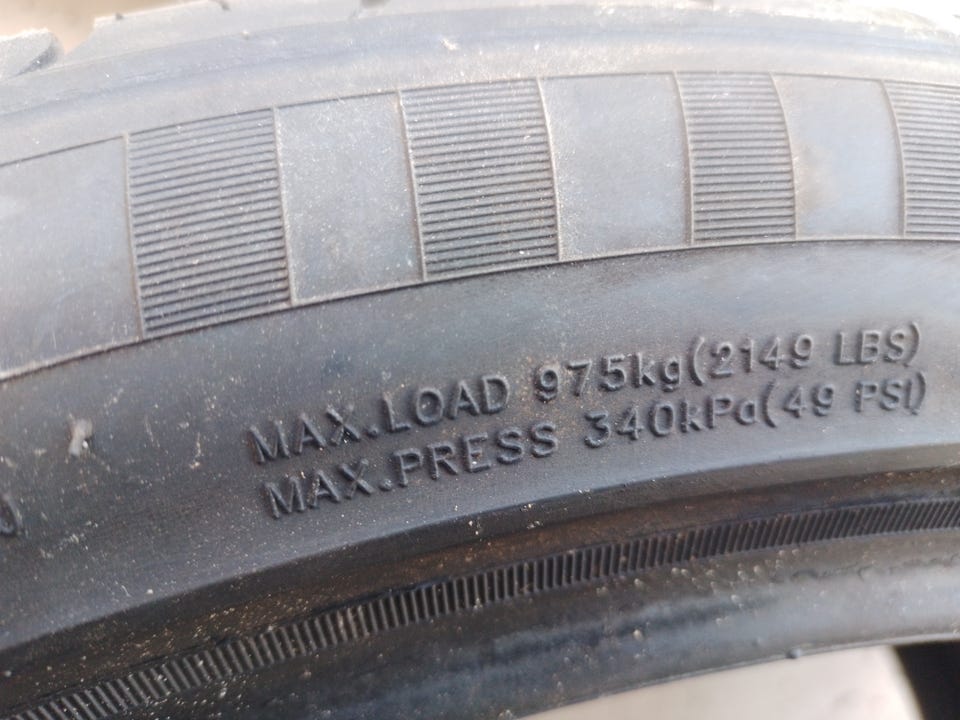 MAX.LOAD 975kg(2149 LBS)
MAX.PRESS 340kPa(49 PSI)